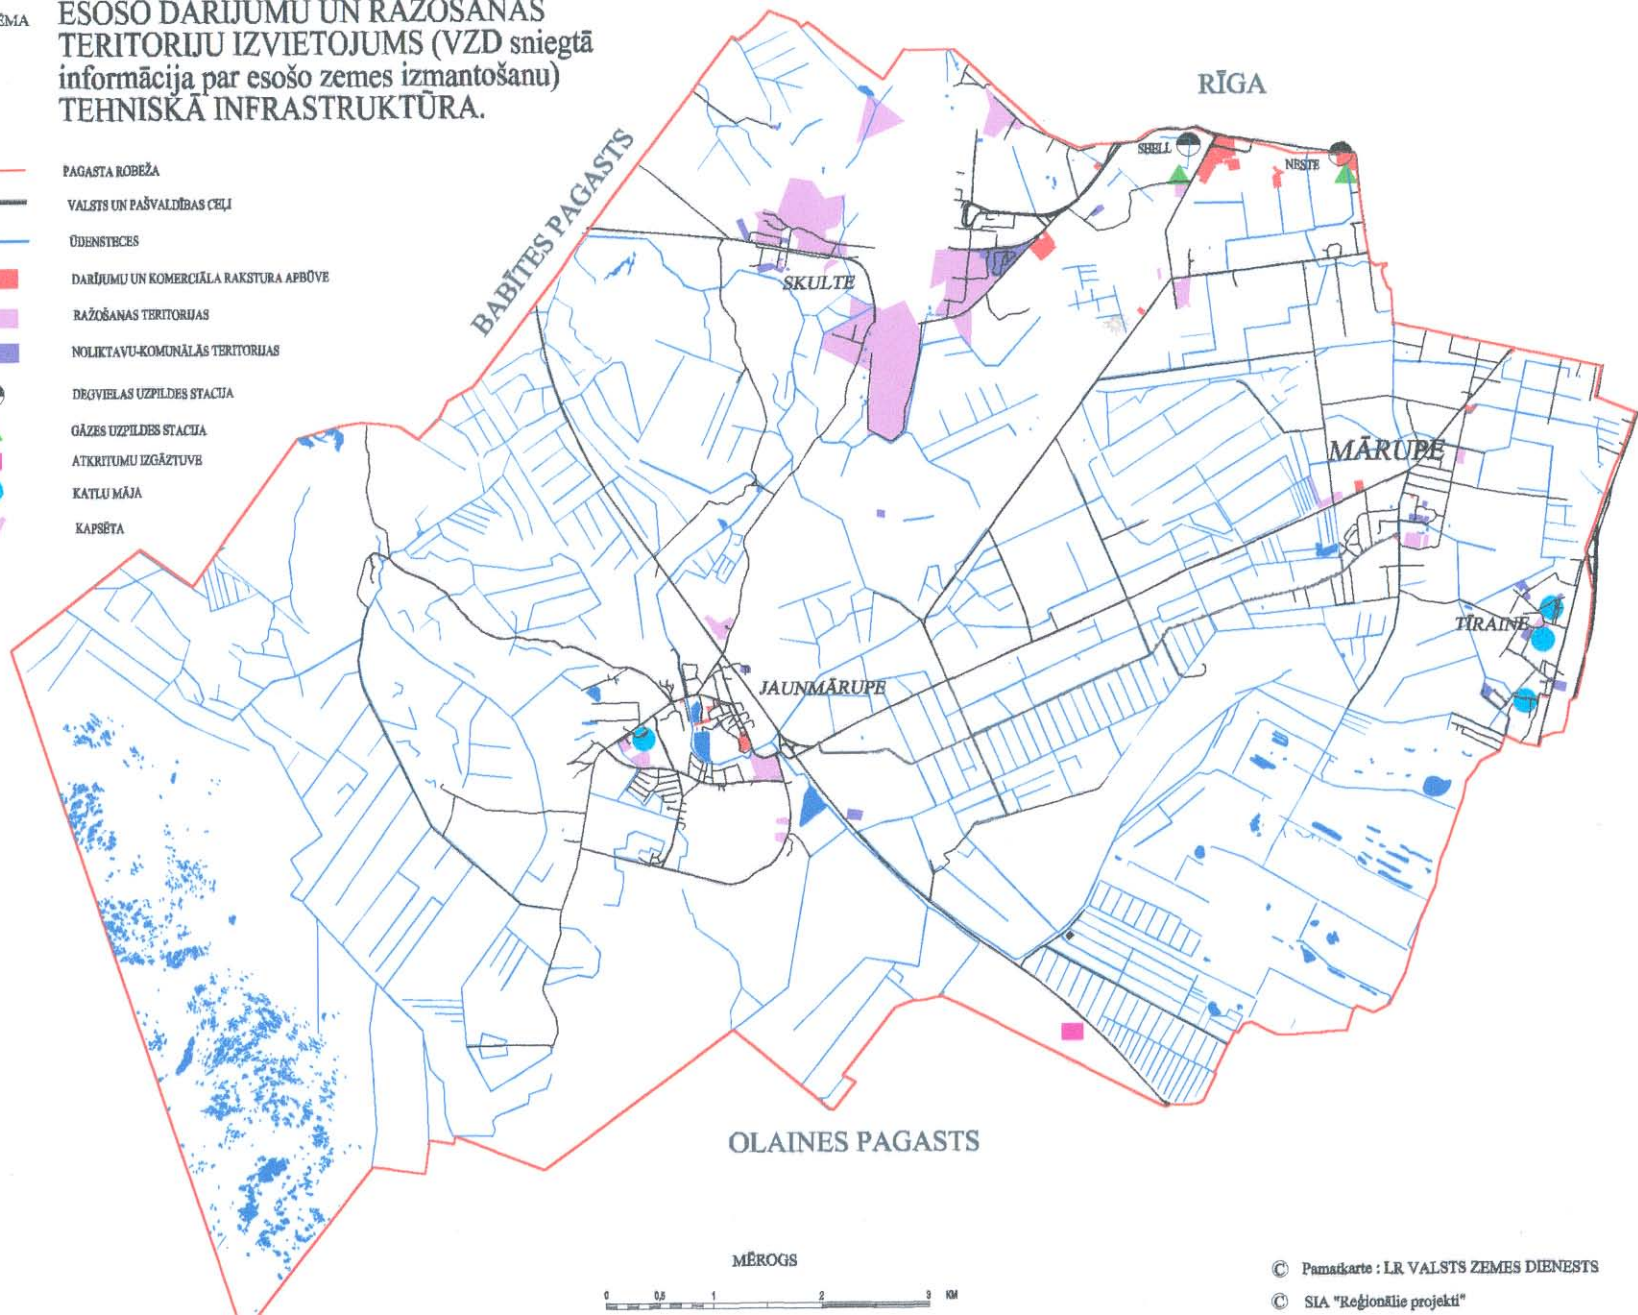 ĒMA
ESOŠO DARĪJUMU UN RAŽOŠANAS
TERITORIJU IZVIETOJUMS (VZD sniegtā
informācija par esošo zemes izmantošanu)
TEHNISKĀ INFRASTRUKTŪRA.
PAGASTA ROBEŽA
VALSTS UN PAŠVALDĪBAS CEĻI
ŪDENSTECES
DARĪJUMU UN KOMERCIĀLA RAKSTURA APBŪVE
RAŽOŠANAS TERITORIJAS
NOLIKTAVU-KOMUNĀLĀS TERITORIJAS
DEGVIELAS UZPILDES STACIJA
GĀZES UZPILDES STACIJA
ATKRITUMU IZGĀZTUVE
KATLU MĀJA
KAPSĒTA
BABĪTES PAGASTS
RĪGA
SHELL
NESTE
SKULTE
MĀRUPE
TĪRAINE
JAUNMĀRUPE
OLAINES PAGASTS
MĒROGS
0 0,5 1 2 3 KM
© Pamatkarte : LR VALSTS ZEMES DIENESTS
© SIA "Reģionālie projekti"